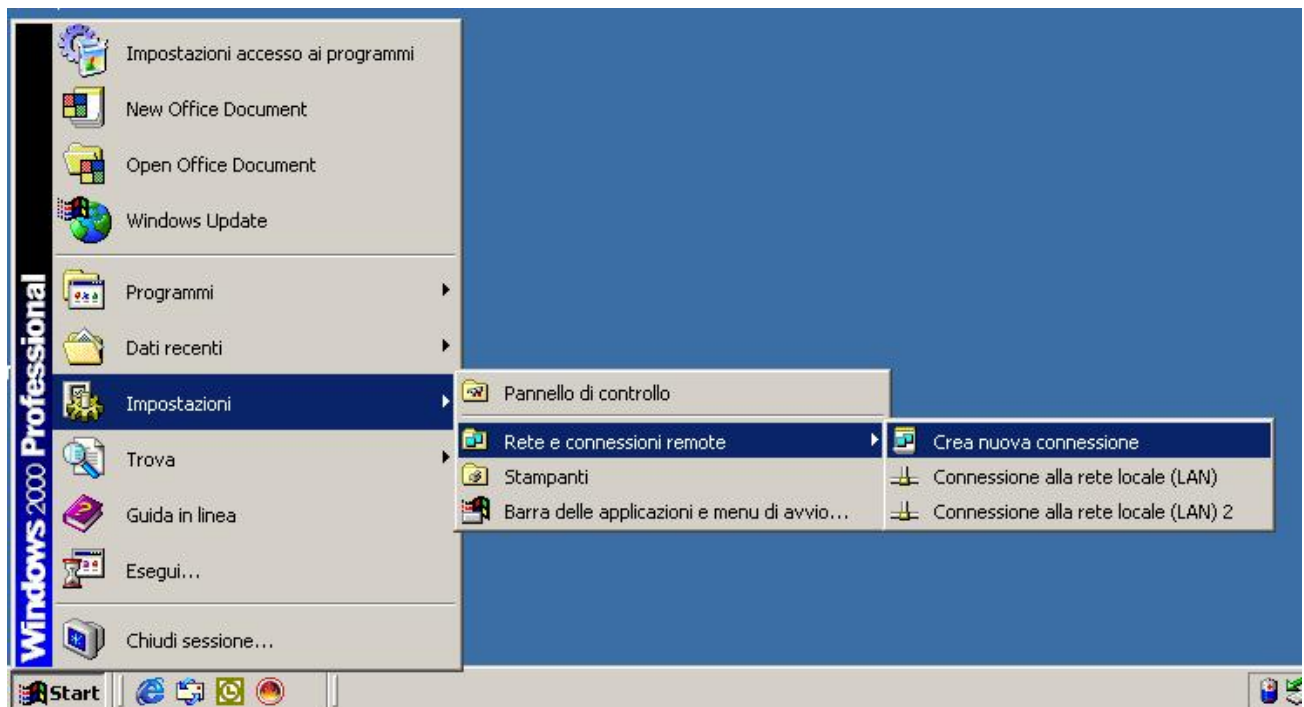 Impostazioni accesso ai programmi
New Office Document
Open Office Document
Windows Update
Programmi
Dati recenti
Impostazioni
Trova
Guida in linea
Esegui...
Chiudi sessione...
Windows 2000 Professional
Pannello di controllo
Rete e connessioni remote
Stampanti
Barra delle applicazioni e menu di avvio...
Crea nuova connessione
Connessione alla rete locale (LAN)
Connessione alla rete locale (LAN) 2
Start